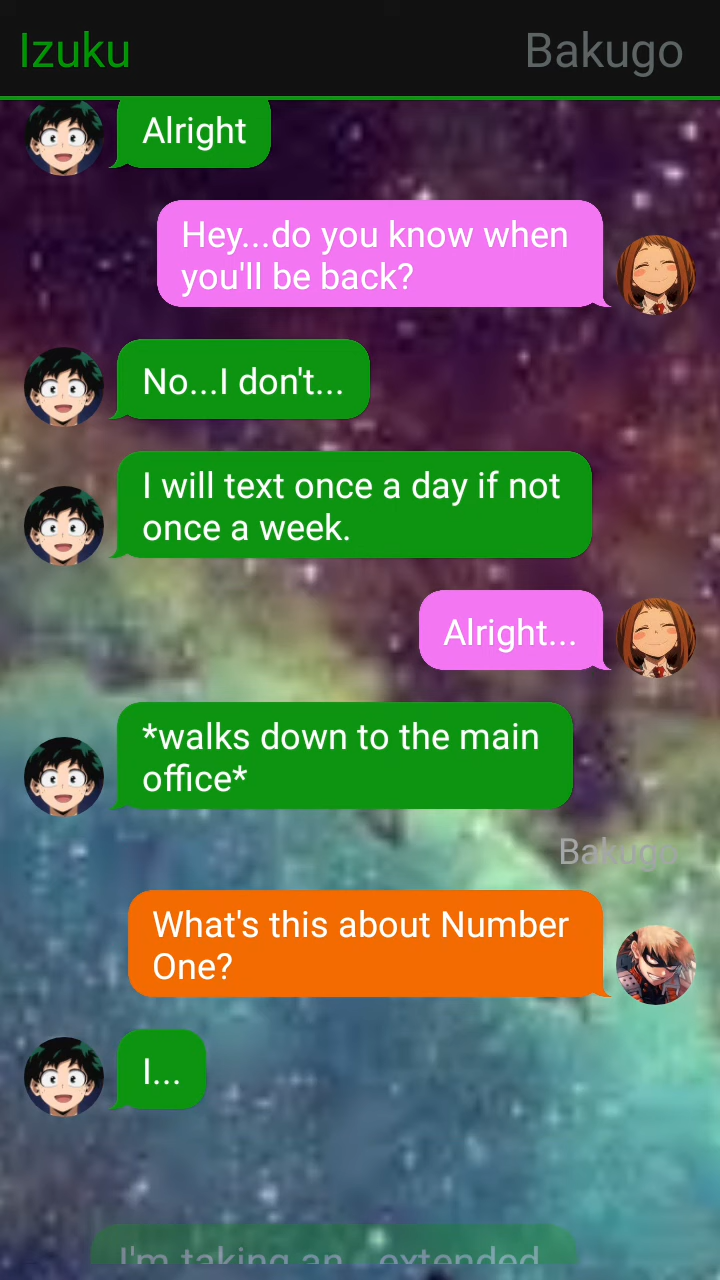 Izuku
Bakugo
Alright
Hey...do you know when
you'll be back?
No...I don't...
I will text once a day if not
once a week.
Alright...
*walks down to the main
office*
Bakugo
What's this about Number
One?
I...
I'm taking an...extended